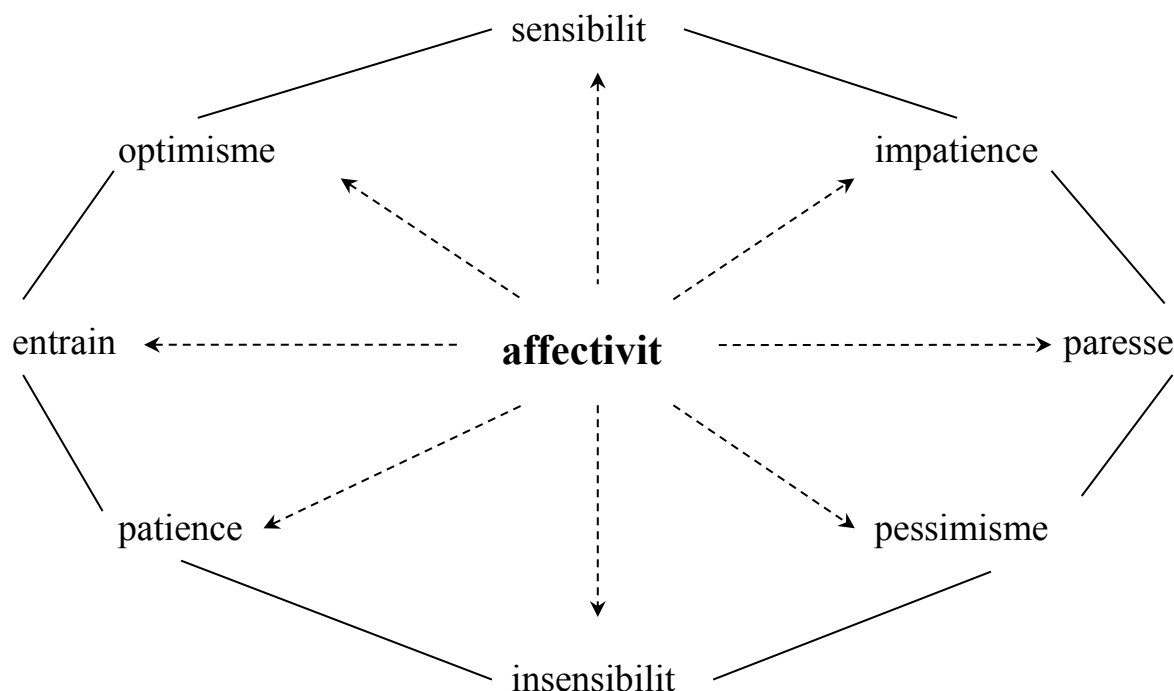 sensibilit
optimisme
impatience
entrain
affectivit
paresse
patience
pessimisme
insensibilit